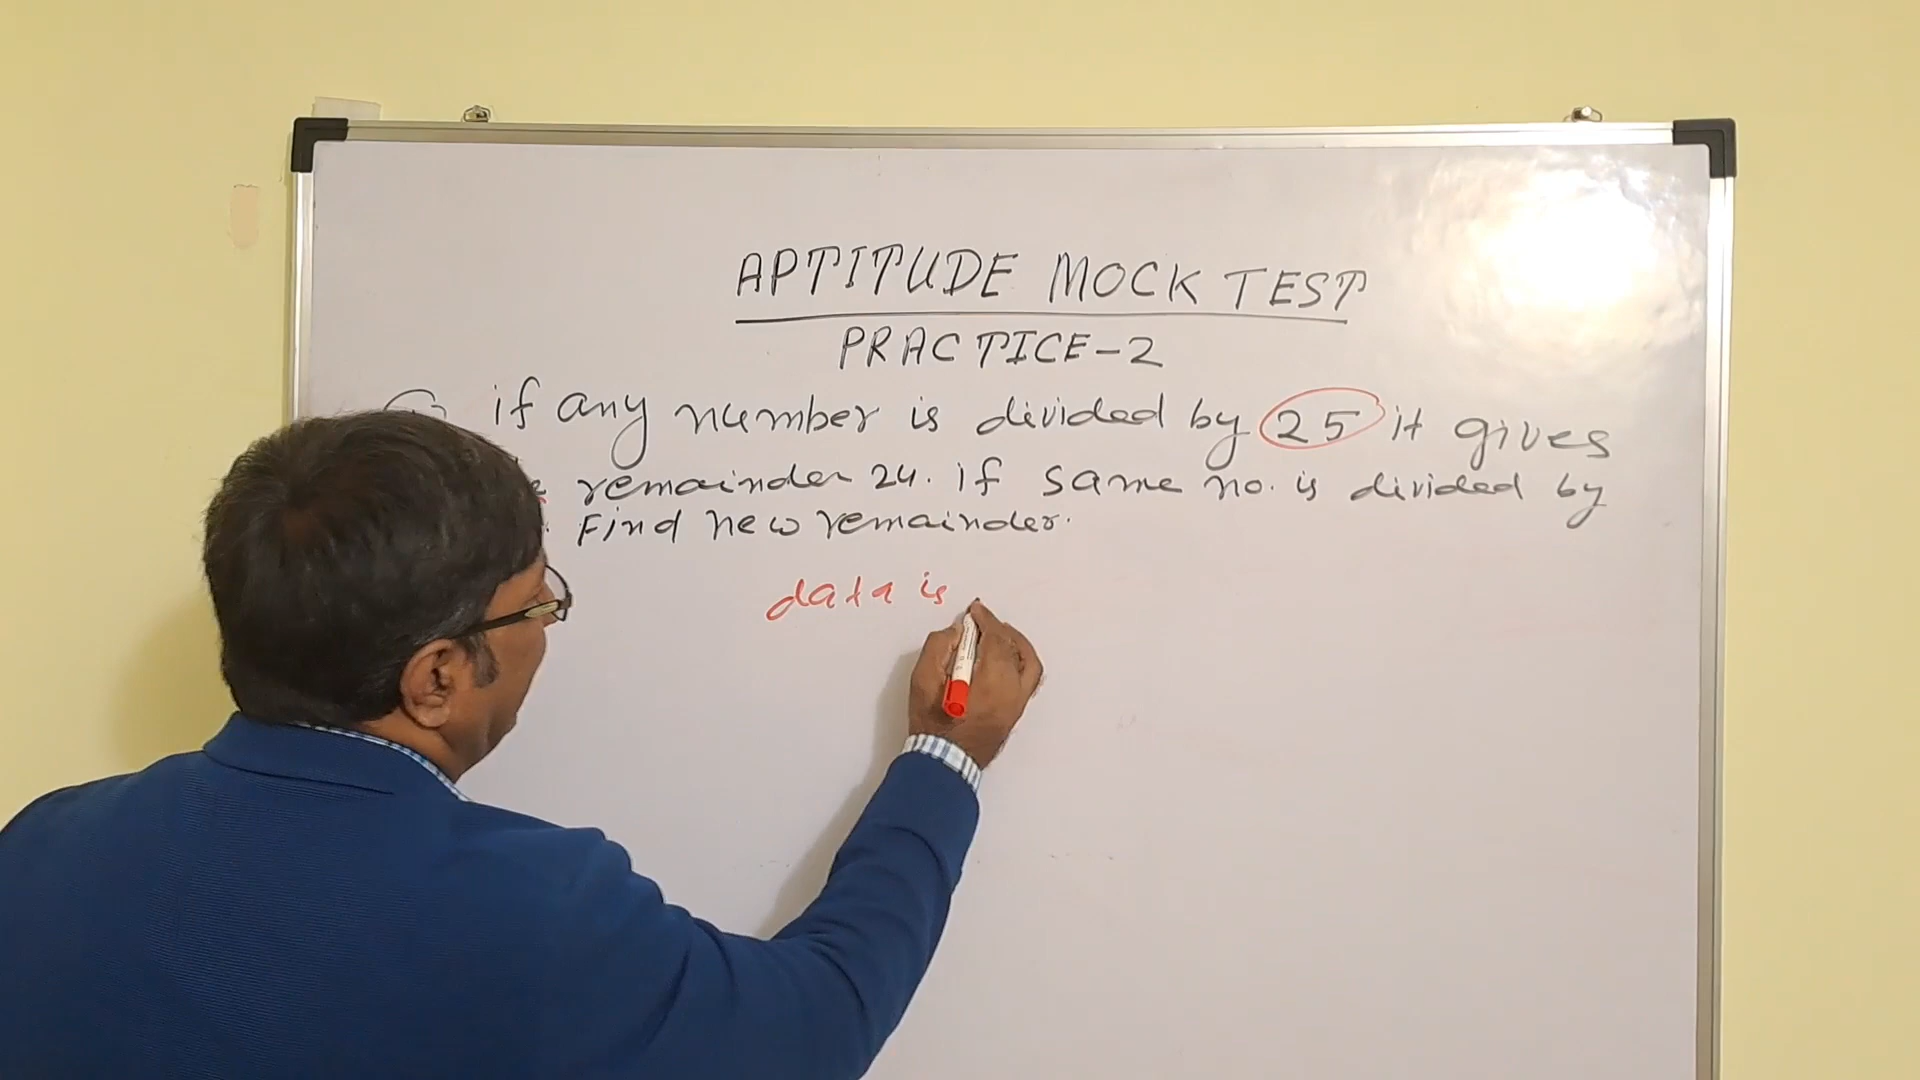 APTITUDE MOCK TEST
PRACTICE-2
if any number is divided by 25 it gives
remainder 24. if same no. is divided by
Find new remainder.
data is